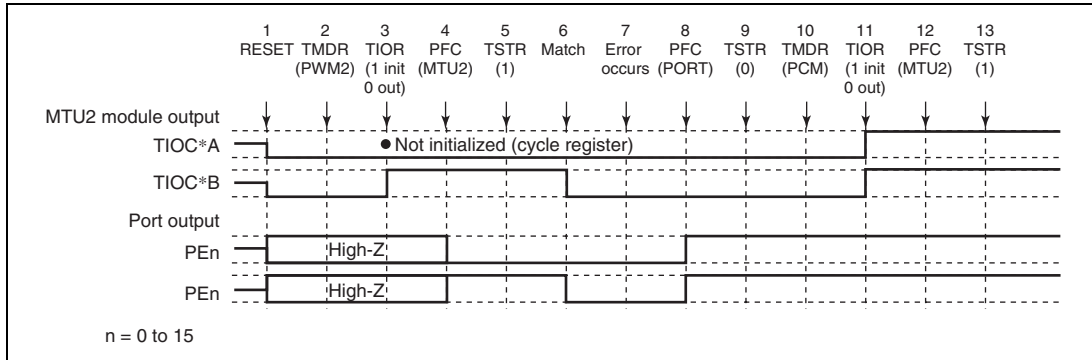 1 2 3 4 5 6 7 8 9 10 11 12 13
RESET TMDR TIOR PFC TSTR Match Error PFC TSTR TMDR TIOR PFC TSTR
(PWM2) (1 init (MTU2) (1) occurs (PORT) (0) (PCM) (1 init (MTU2) (1)
0 out) 0 out)
MTU2 module output
TIOC*A
● Not initialized (cycle register)
TIOC*B
Port output
PEn
High-Z
PEn
High-Z
n = 0 to 15